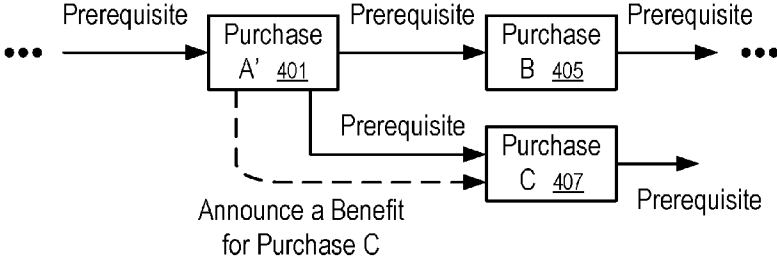 Prerequisite
Prerequisite
Prerequisite
••• Purchase
A' 401
Purchase
B 405
•••
Prerequisite
Purchase
C 407
Prerequisite
Announce a Benefit
for Purchase C